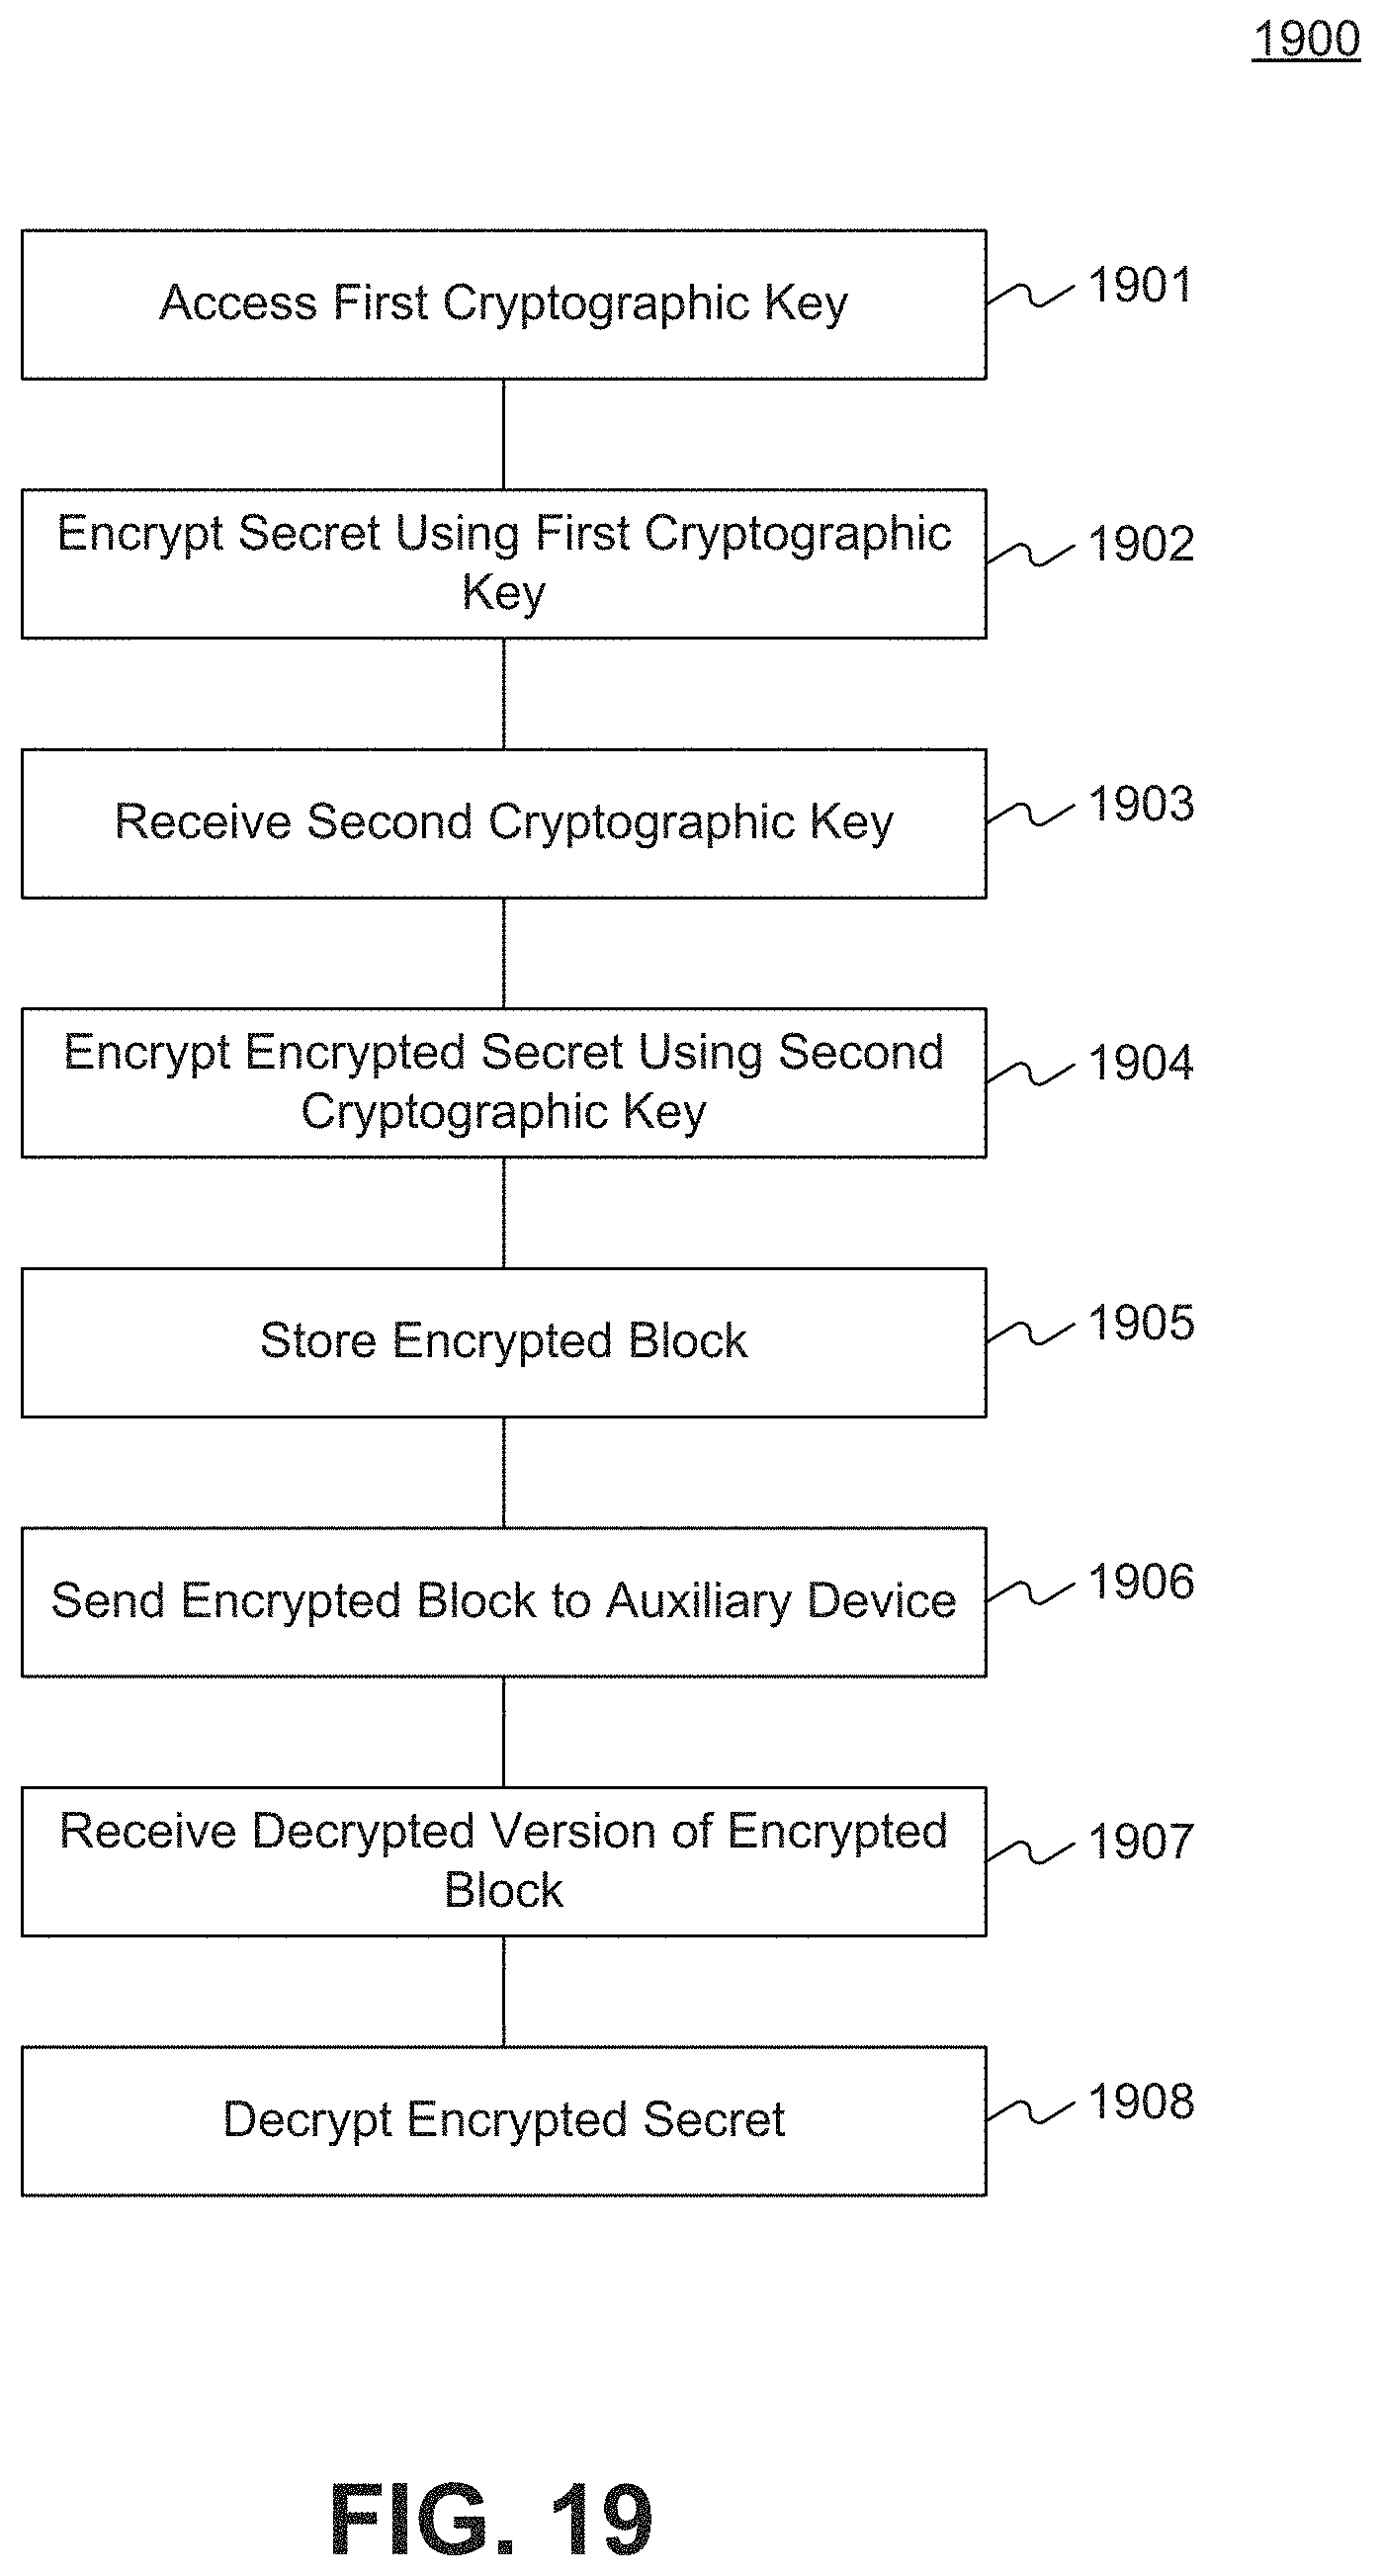 1900
Access First Cryptographic Key
1901
Encrypt Secret Using First Cryptographic
Key
1902
Receive Second Cryptographic Key
1903
Encrypt Encrypted Secret Using Second
Cryptographic Key
1904
Store Encrypted Block
1905
Send Encrypted Block to Auxiliary Device
1906
Receive Decrypted Version of Encrypted
Block
1907
Decrypt Encrypted Secret
1908
FIG. 19